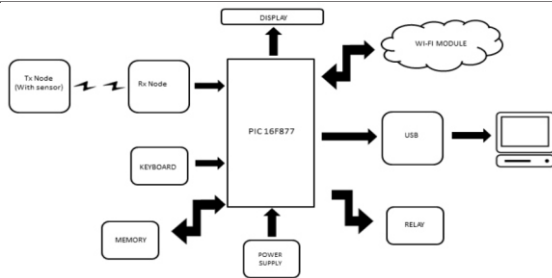 DISPLAY
WI-FI MODULE
Tx Node
(With sensor)
Rx Node
PIC 16F877
USB
KEYBOARD
MEMORY
RELAY
POWER
SUPPLY